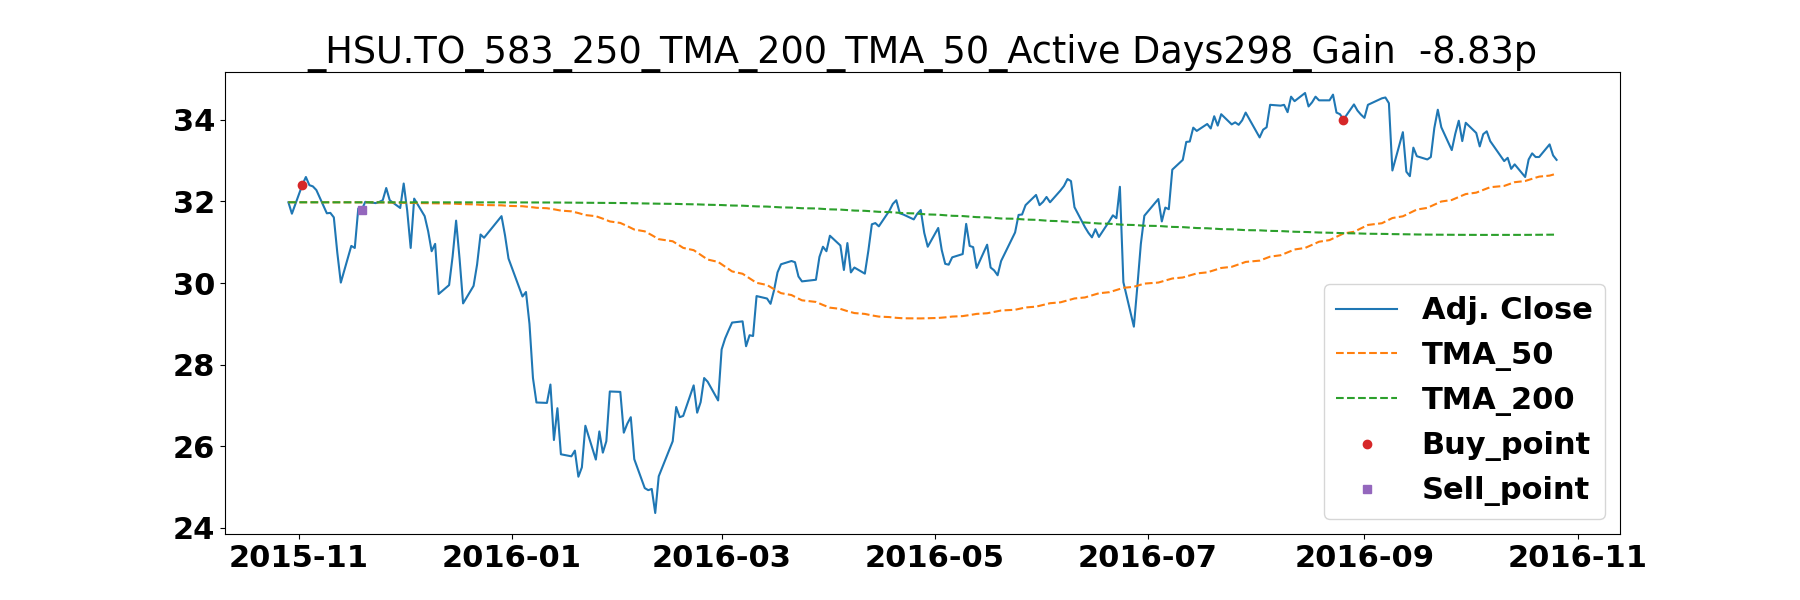 _HSU.TO_583_250_TMA_200_TMA_50_Active Days298_Gain  -8.83p
34
32
30
28
26
24
Adj. Close
TMA_50
TMA_200
Buy_point
Sell_point
2015-11 2016-01 2016-03 2016-05 2016-07 2016-09 2016-11